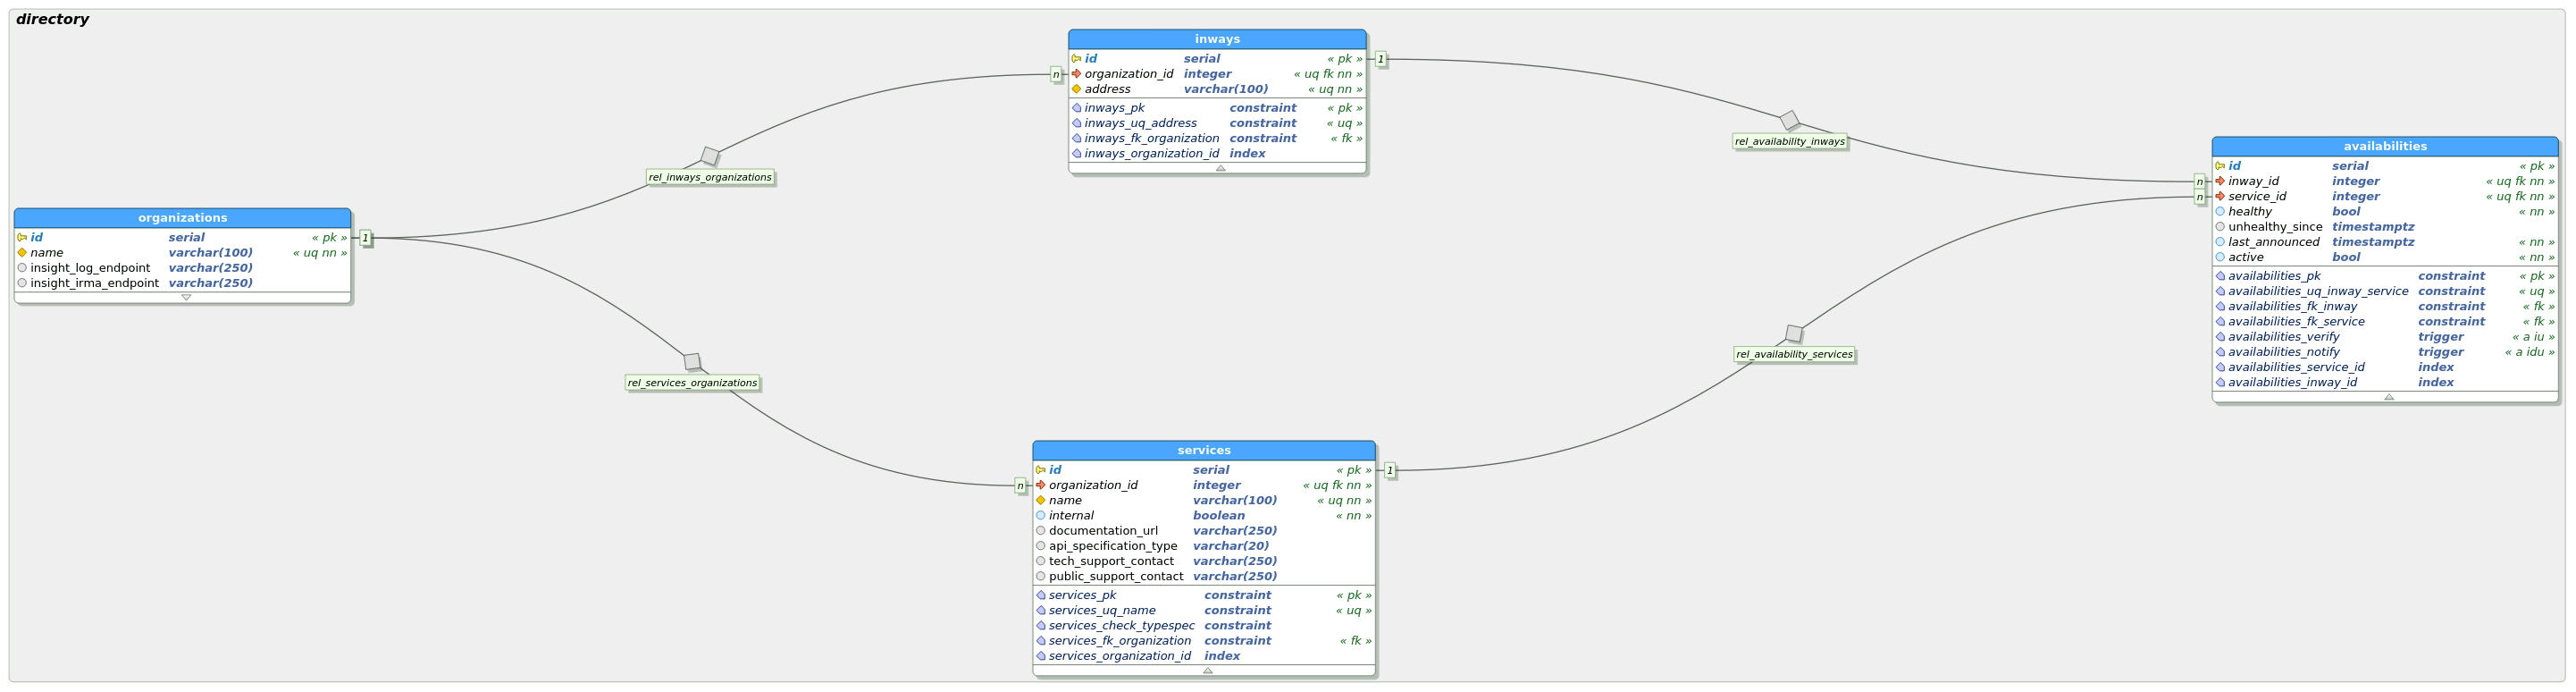 directory
organizations
id serial « pk »
name varchar(100) « uq nn »
insight_log_endpoint varchar(250)
insight_irma_endpoint varchar(250)
1
n
rel_inways_organizations
1
n
rel_services_organizations
inways
id serial « pk »
organization_id integer « uq fk nn »
address varchar(100) « uq nn »
inways_pk constraint « pk »
inways_uq_address constraint « uq »
inways_fk_organization constraint « fk »
inways_organization_id index
services
id serial « pk »
organization_id integer « uq fk nn »
name varchar(100) « uq nn »
internal boolean « nn »
documentation_url varchar(250)
api_specification_type varchar(20)
tech_support_contact varchar(250)
public_support_contact varchar(250)
services_pk constraint « pk »
services_uq_name constraint « uq »
services_check_typespec constraint
services_fk_organization constraint « fk »
services_organization_id index
1
rel_availability_inways
n
n
rel_availability_services
availabilities
id serial « pk »
inway_id integer « uq fk nn »
service_id integer « uq fk nn »
healthy bool « nn »
unhealthy_since timestamptz
last_announced timestamptz « nn »
active bool « nn »
availabilities_pk constraint « pk »
availabilities_uq_inway_service constraint « uq »
availabilities_fk_inway constraint « fk »
availabilities_fk_service constraint « fk »
availabilities_verify trigger « a iu »
availabilities_notify trigger « a idu »
availabilities_service_id index
availabilities_inway_id index